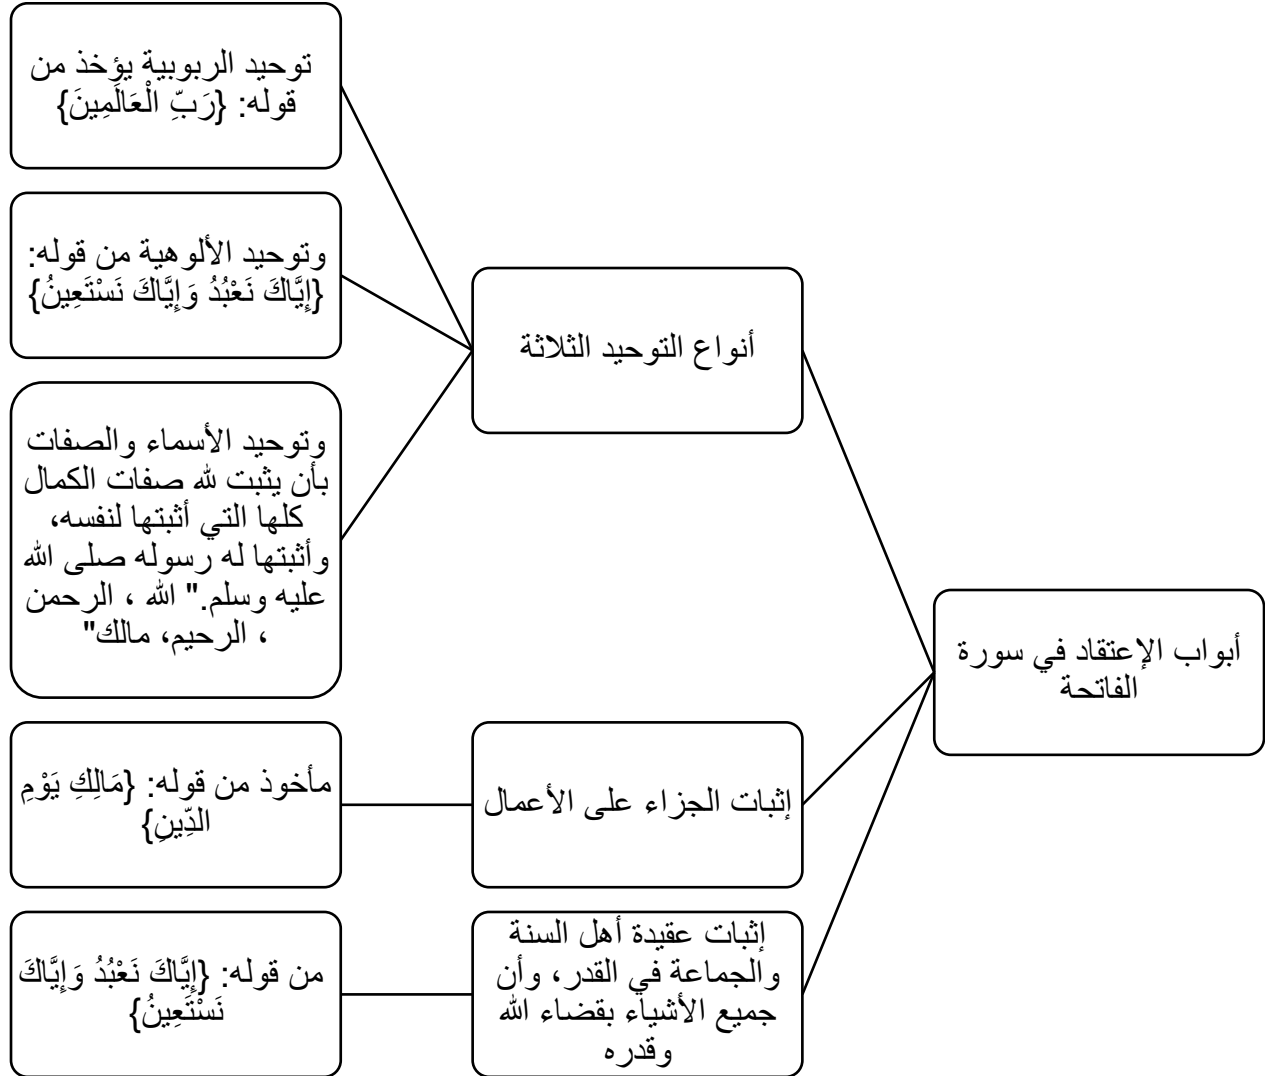 أبواب الإعتقاد في سورة
الفاتحة
أنواع التوحيد الثلاثة
توحيد الربوبية يؤخذ من
قوله: {رَبِّ الْعَالَمِينَ}
وتوحيد الألوهية من قوله:
{إِيَّاكَ نَعْبُدُ وَإِيَّاكَ نَسْتَعِينُ}
وتوحيد الأسماء والصفات
بأن يثبت لله صفات الكمال
كلها التي أثبتها لنفسه،
وأثبتها له رسوله صلى الله
عليه وسلم." الله ، الرحمن
، الرحيم، مالك"
إثبات الجزاء على الأعمال
مأخوذ من قوله: {مَالِكِ يَوْمِ
الدِّينِ}
إثبات عقيدة أهل السنة
والجماعة في القدر، وأن
جميع الأشياء بقضاء الله
وقدره
من قوله: {إِيَّاكَ نَعْبُدُ وَإِيَّاكَ
نَسْتَعِينُ}